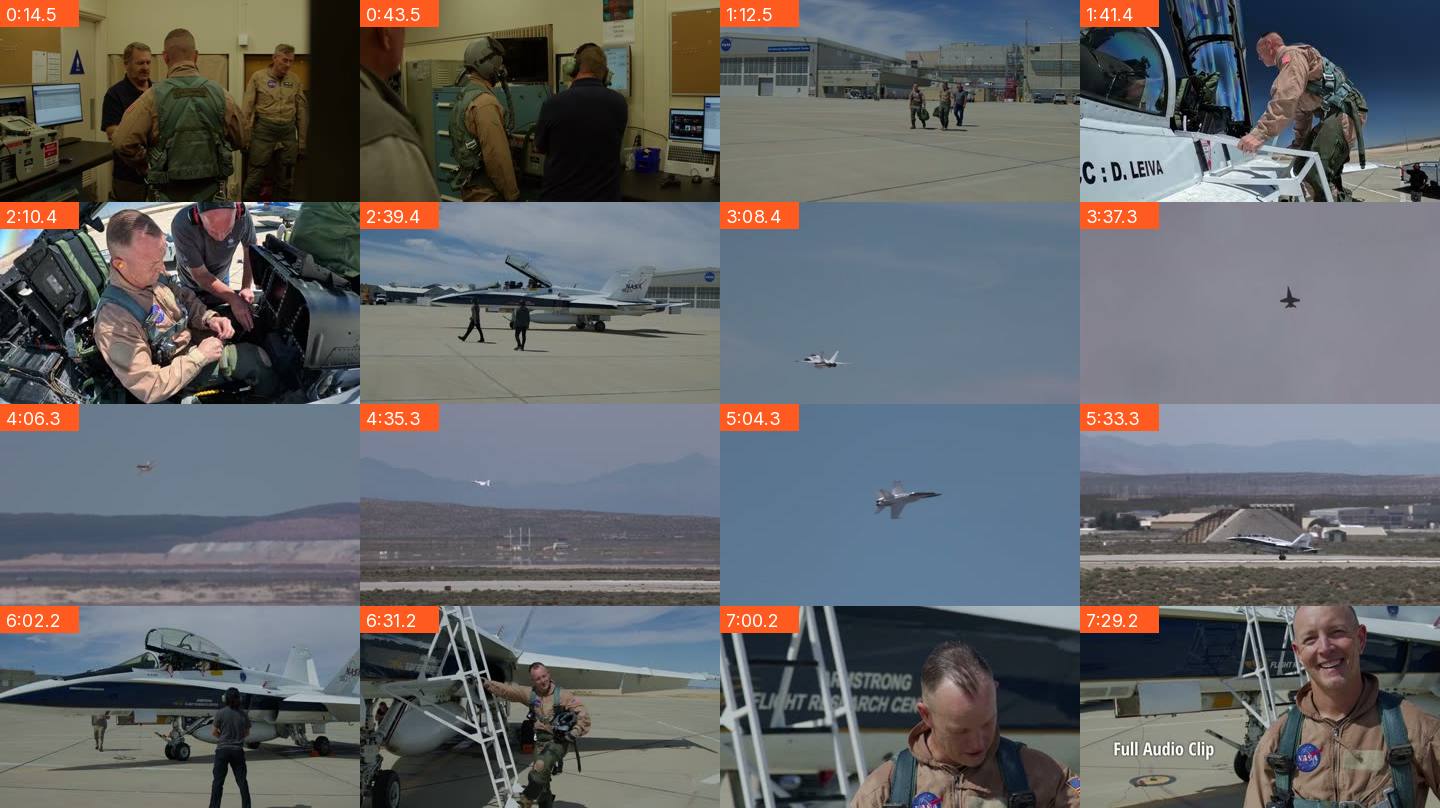 0:14.5
0:43.5
1:12.5
1:41.4
C : D. LEIVA
2:10.4
2:39.4
NASA
3:08.4
3:37.3
4:06.3
4:35.3
5:04.3
5:33.3
6:02.2
6:31.2
7:00.2
ARMSTRONG
FLIGHT RESEARCH CEN
NASA
7:29.2
Full Audio Clip
NASA